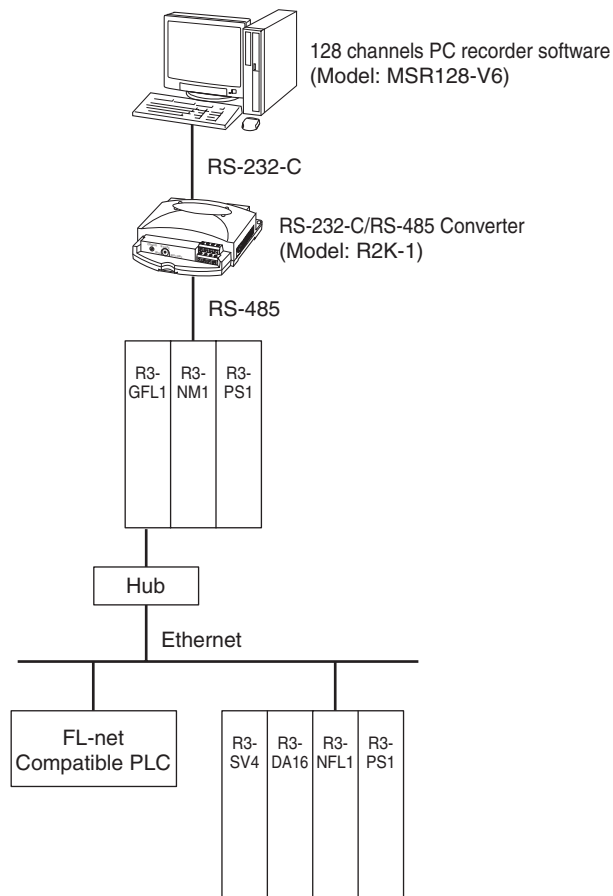 128 channels PC recorder software
(Model: MSR128-V6)
RS-232-C
RS-232-C/RS-485 Converter
(Model: R2K-1)
RS-485
R3-
GFL1
R3-
NM1
R3-
PS1
Hub
Ethernet
FL-net
Compatible PLC
R3-
SV4
R3-
DA16
R3-
NFL1
R3-
PS1